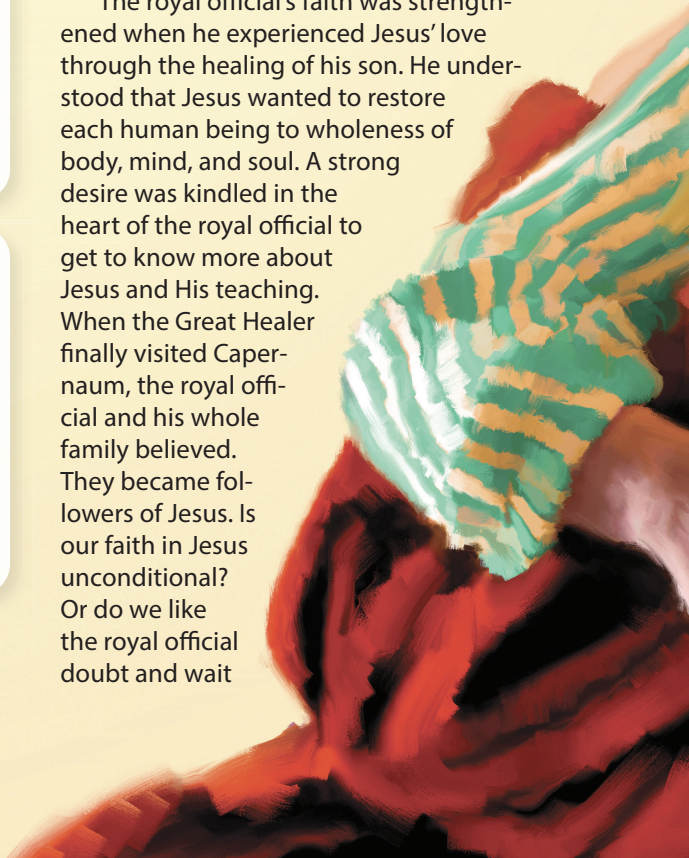 The royal official's faith was strength-
ened when he experienced Jesus' love
through the healing of his son. He under-
stood that Jesus wanted to restore
each human being to wholeness of
body, mind, and soul. A strong
desire was kindled in the
heart of the royal official to
get to know more about
Jesus and His teaching.
When the Great Healer
finally visited Caper-
naum, the royal offi-
cial and his whole
family believed.
They became fol-
lowers of Jesus. Is
our faith in Jesus
unconditional?
Or do we like
the royal official
doubt and wait